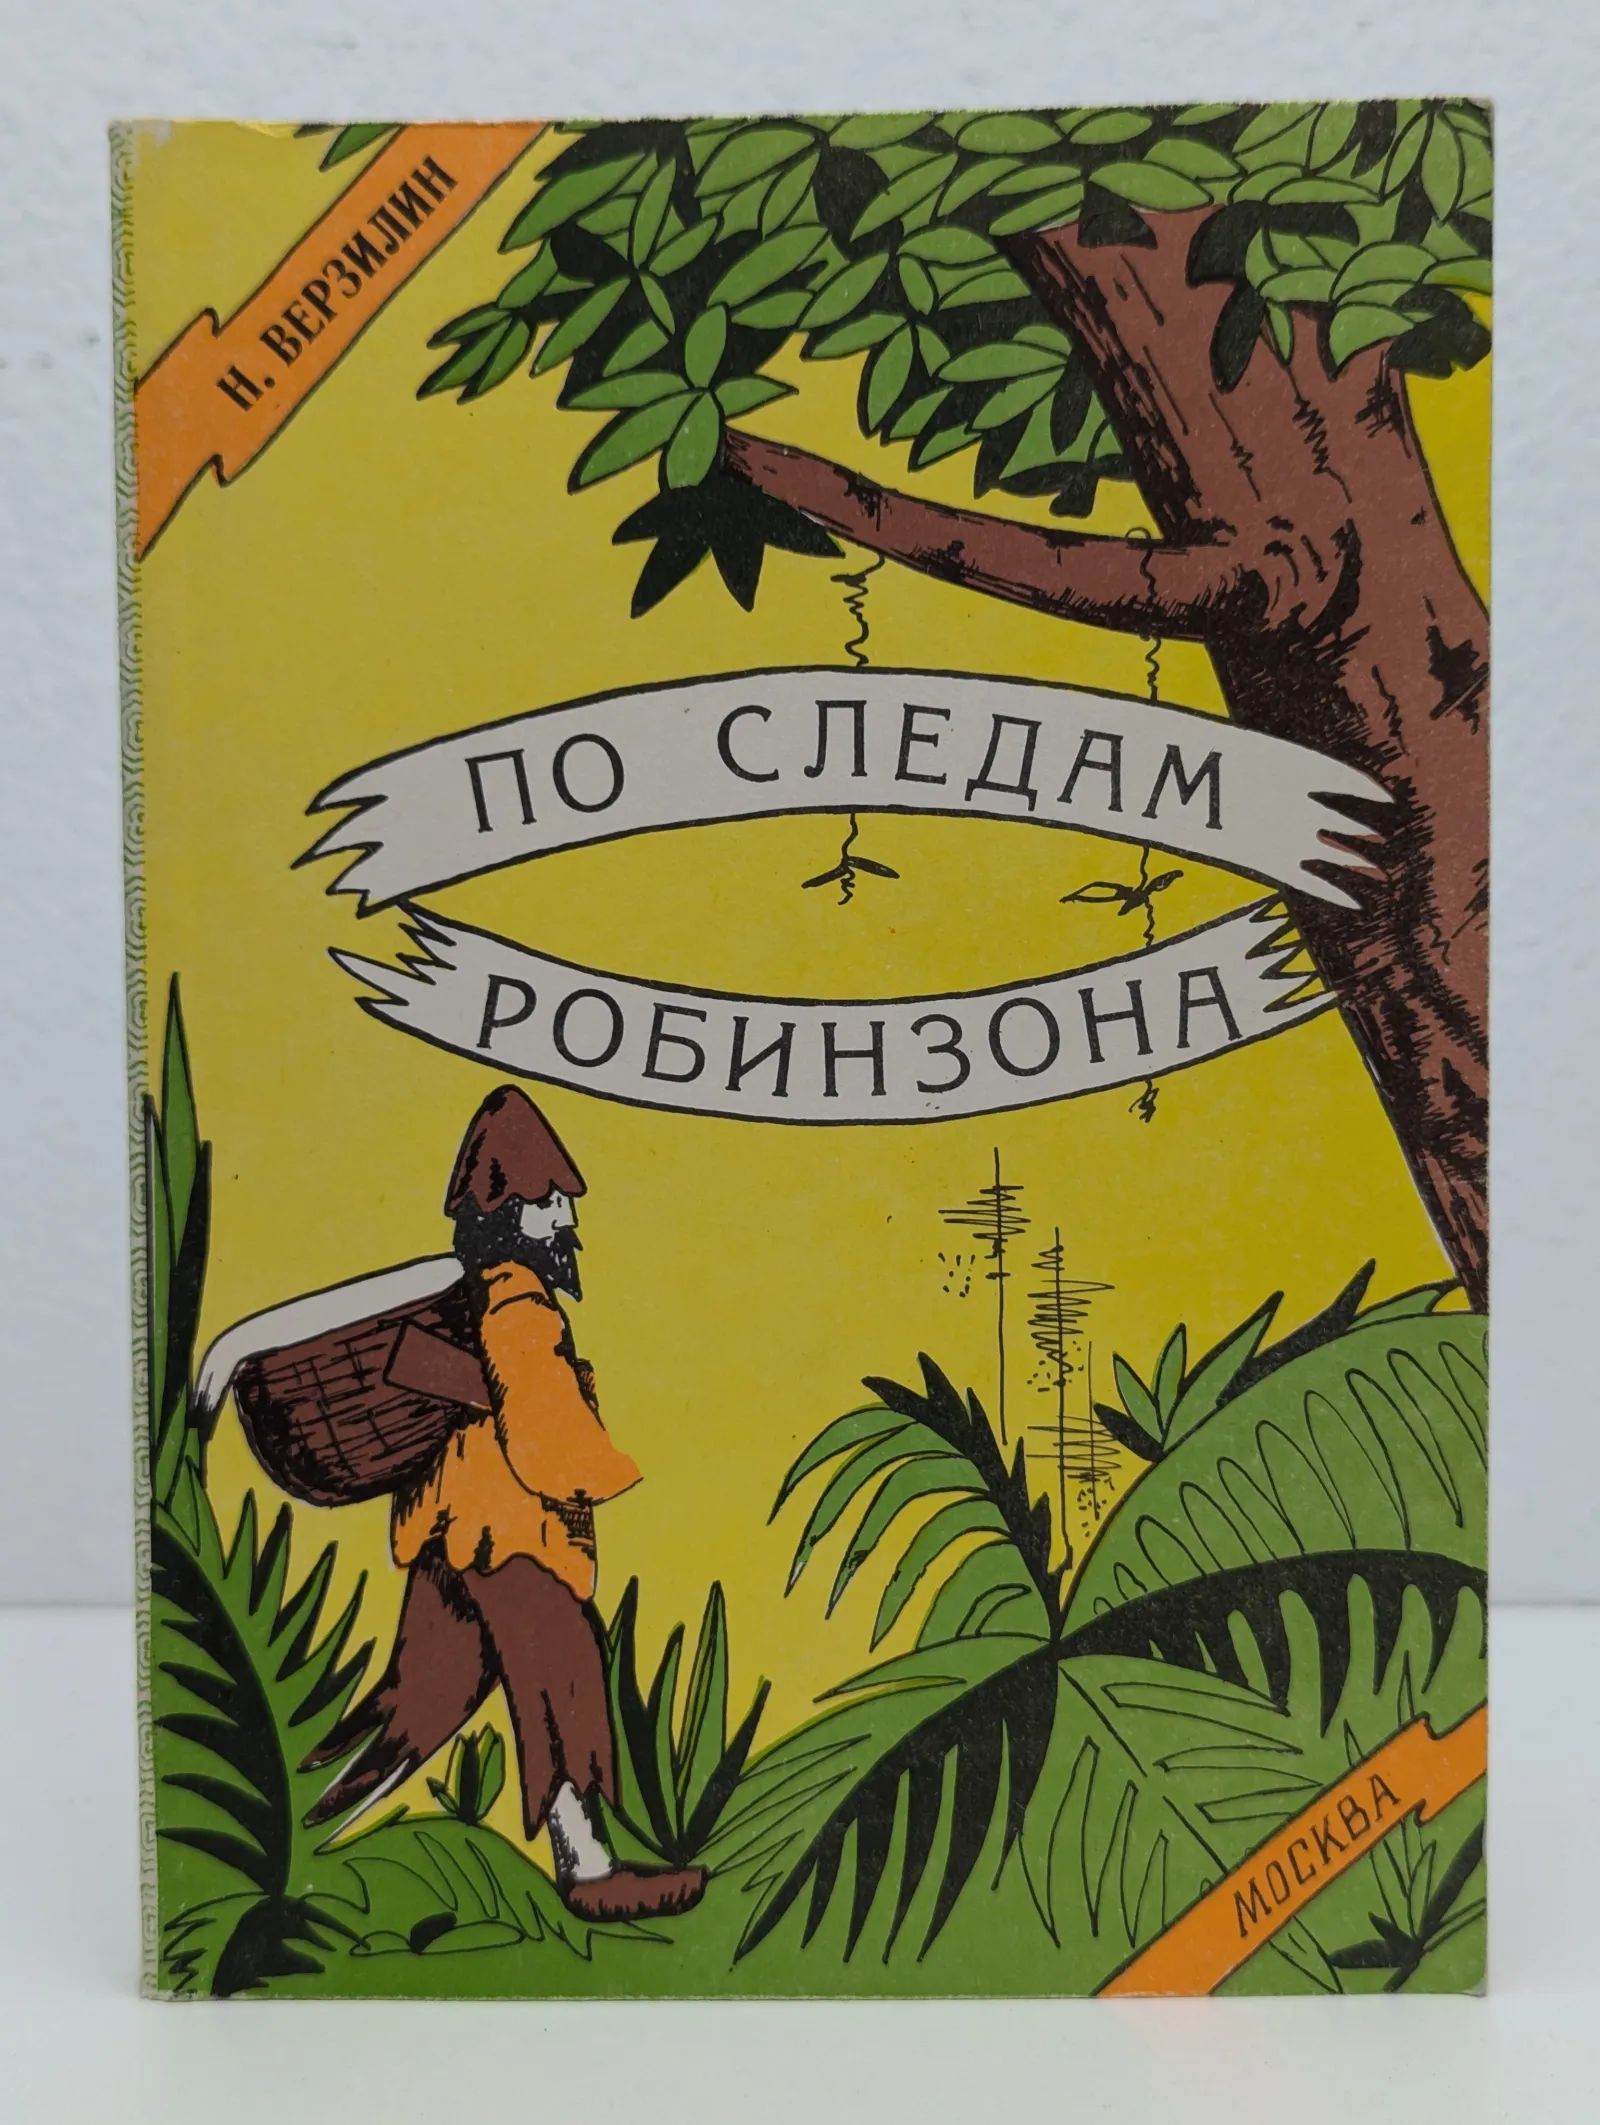 Н. ВЕРЗИЛИН
ПО СЛЕДАМ
РОБИНЗОНА
МОСКВА